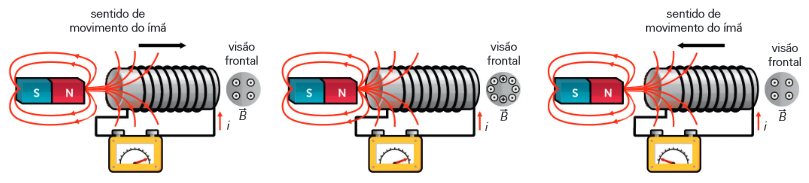 sentido de
movimento do ímã
visão
frontal
S N
B
i
visão
frontal
S N
B
i
sentido de
movimento do ímã
visão
frontal
S N
B
i